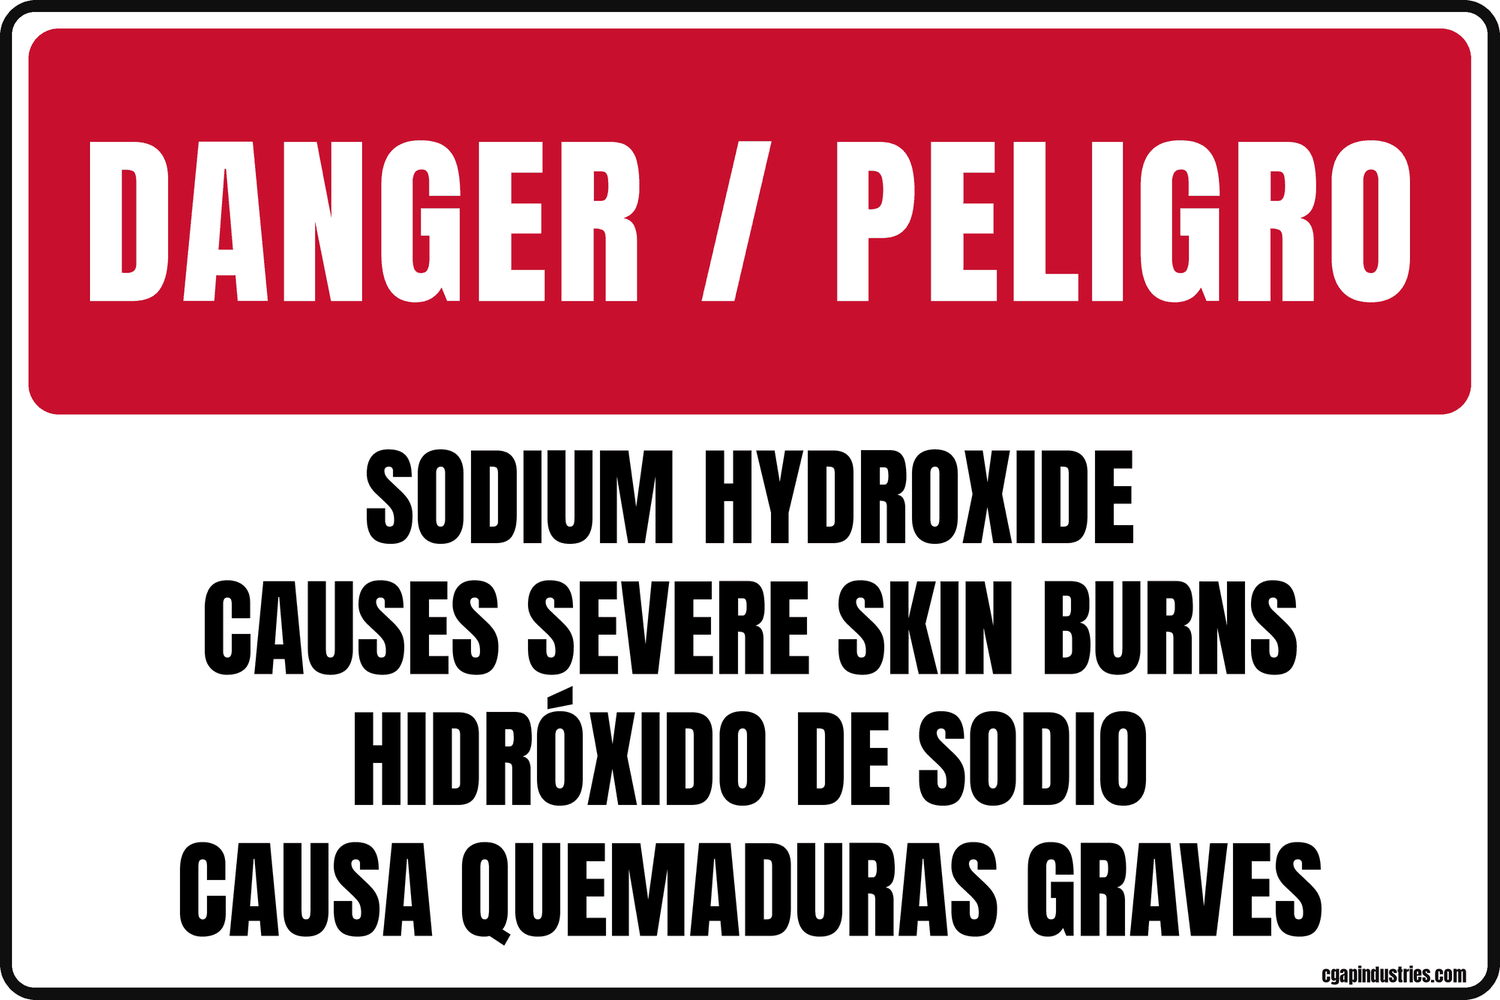 DANGER / PELIGRO
SODIUM HYDROXIDE
CAUSES SEVERE SKIN BURNS
HIDRÓXIDO DE SODIO
CAUSA QUEMADURAS GRAVES
cgapindustries.com